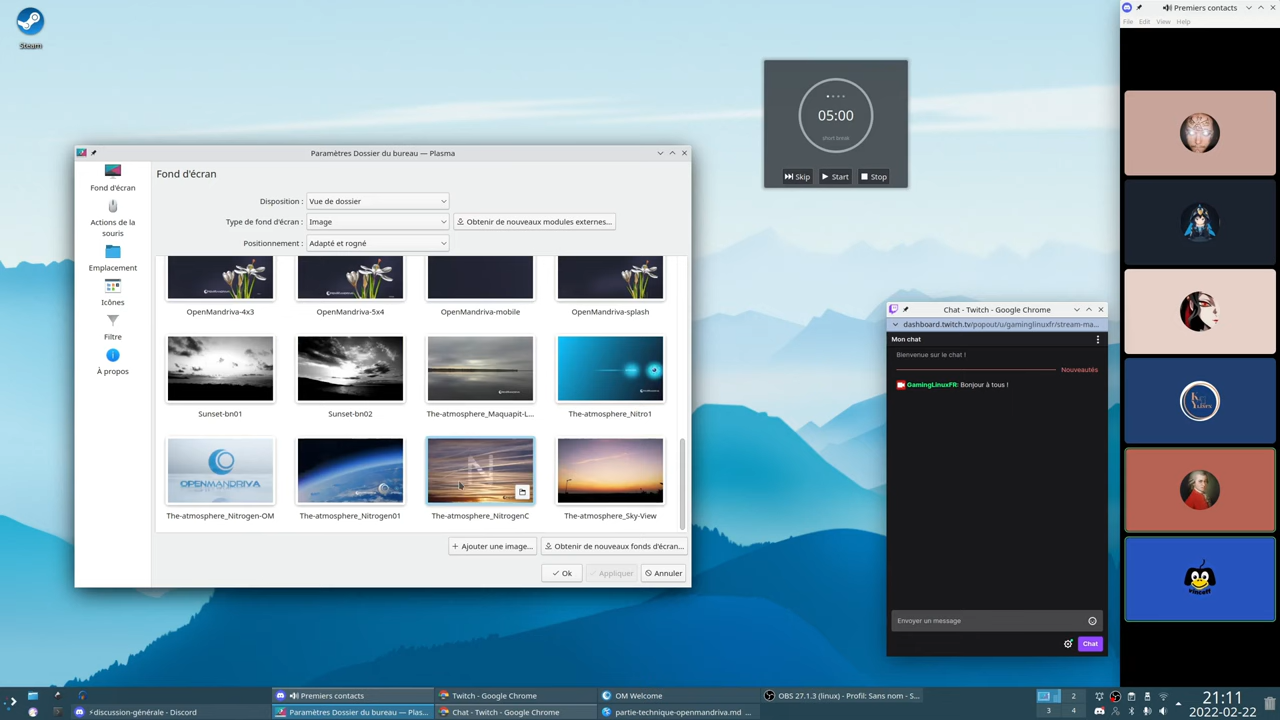 Steam
Premiers contacts
File Edit View Help
05:00
short break
Skip Start Stop
Paramètres Dossier du bureau — Plasma
Fond d'écran
Fond d'écran
Actions de la
souris
Emplacement
Icônes
Filtre
À propos
Disposition : Vue de dossier
Type de fond d'écran : Image Obtenir de nouveaux modules externes...
Positionnement : Adapté et rogné
OpenMandriva-4x3 OpenMandriva-5x4 OpenMandriva-mobile OpenMandriva-splash
Sunset-bn01 Sunset-bn02 The-atmosphere_Maquapit-L... The-atmosphere_Nitro1
OPENMANDRIVA
N
The-atmosphere_Nitrogen-OM The-atmosphere_Nitrogen01 The-atmosphere_NitrogenC The-atmosphere_Sky-View
+ Ajouter une image... Obtenir de nouveaux fonds d'écran...
Ok Appliquer Annuler
Chat - Twitch - Google Chrome
dashboard.twitch.tv/popout/u/gaminglinuxfr/stream-ma...
Mon chat
Bienvenue sur le chat !
Nouveautés
GamingLinuxFR: Bonjour à tous !
Envoyer un message
Chat
Premiers contacts Twitch - Google Chrome OM Welcome OBS 27.1.3 (linux) - Profil: Sans nom - S...
#discussion-générale - Discord Paramètres Dossier du bureau — Plas... Chat - Twitch - Google Chrome partie-technique-openmandriva.md ...
2
3 4
21:11
2022-02-22